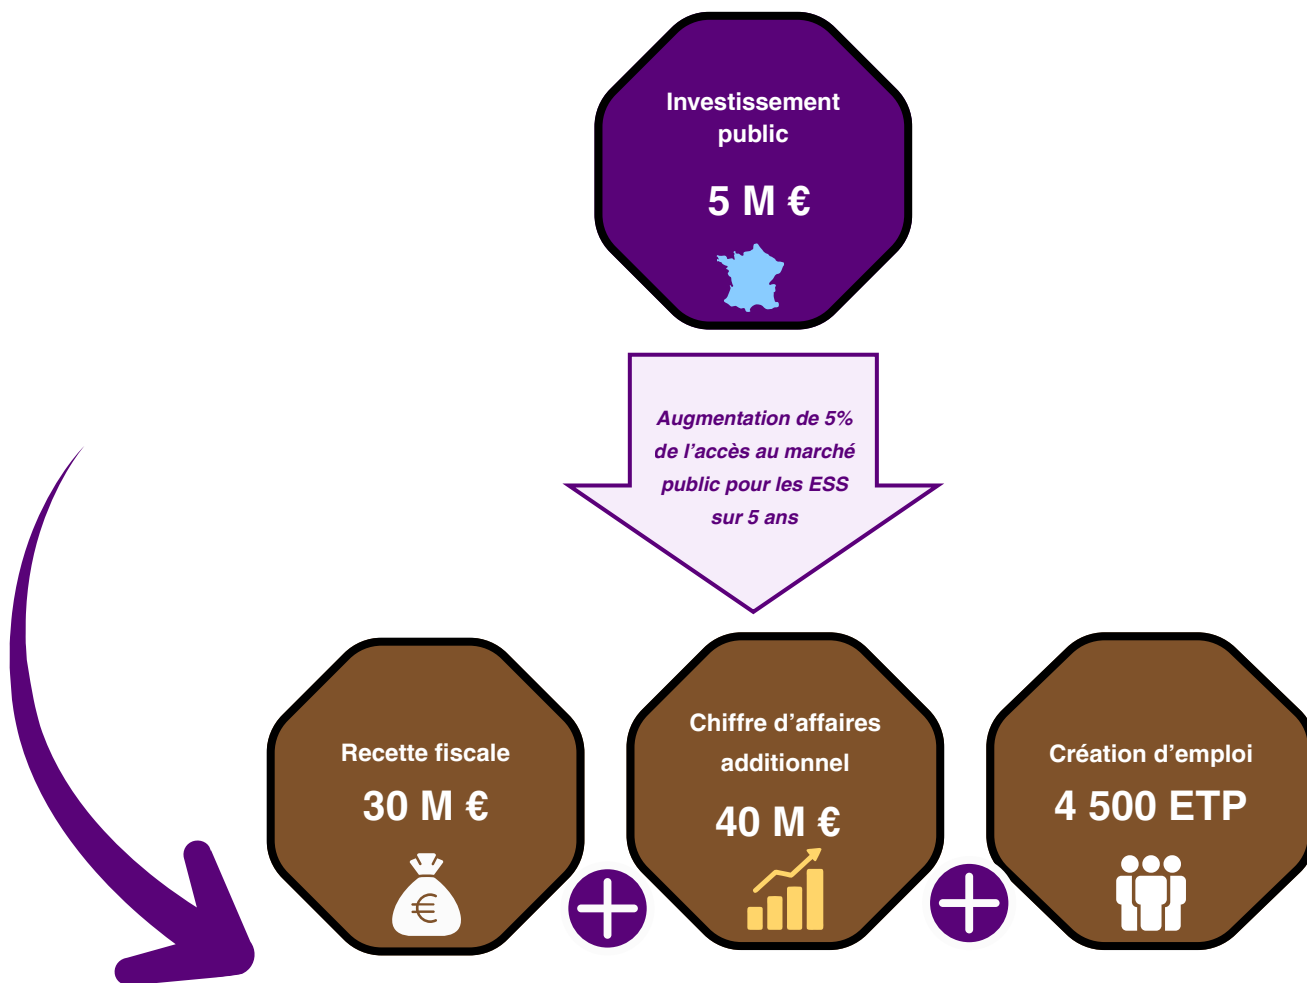 Investissement
public
5 M €
Augmentation de 5%
de l’accès au marché
public pour les ESS
sur 5 ans
Recette fiscale
30 M €
€
Chiffre d’affaires
additionnel
40 M €
Création d’emploi
4 500 ETP